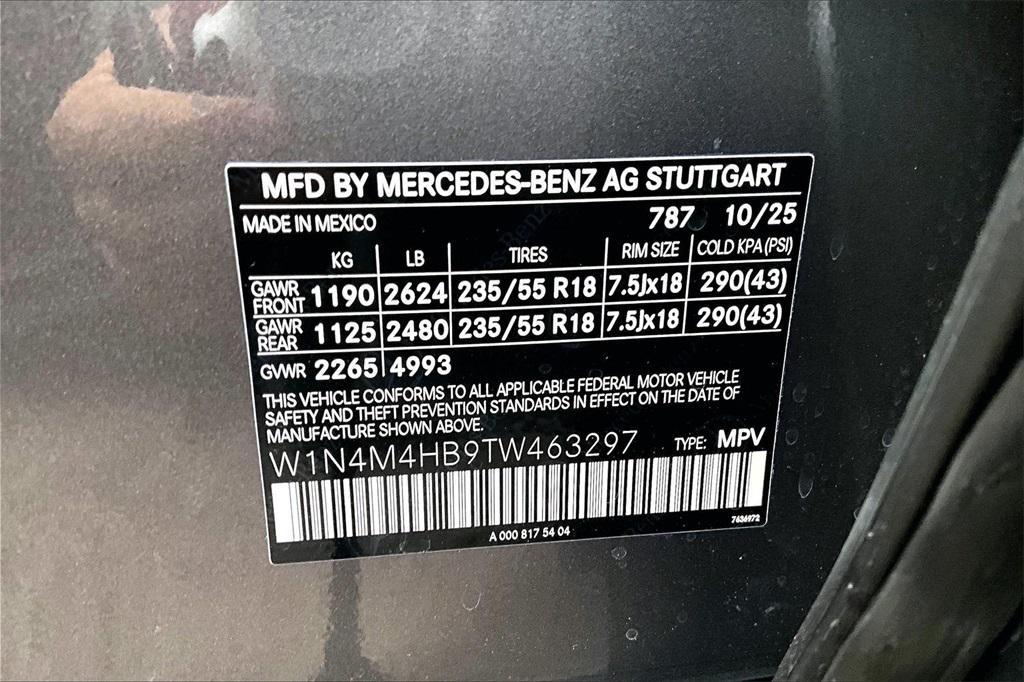 MFD BY MERCEDES-BENZ AG STUTTGART
MADE IN MEXICO 787 10/25
KG LB TIRES RIM SIZE COLD KPA (PSI)
GAWR FRONT 1190 2624 235/55 R18 7.5Jx18 290(43)
GAWR REAR 1125 2480 235/55 R18 7.5Jx18 290(43)
GVWR 2265 4993
THIS VEHICLE CONFORMS TO ALL APPLICABLE FEDERAL MOTOR VEHICLE
SAFETY AND THEFT PREVENTION STANDARDS IN EFFECT ON THE DATE OF
MANUFACTURE SHOWN ABOVE.
W1N4M4HB9TW463297 TYPE: MPV
7636972
A 000 817 54 04